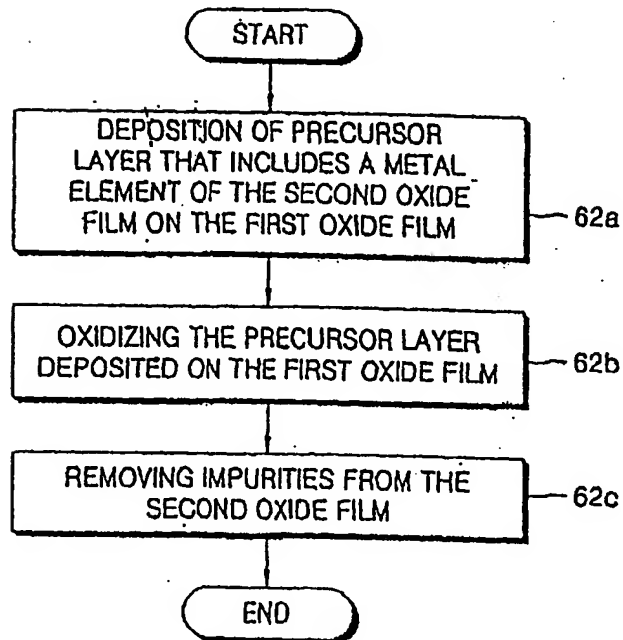 START
DEPOSITION OF PRECURSOR
LAYER THAT INCLUDES A METAL
ELEMENT OF THE SECOND OXIDE
FILM ON THE FIRST OXIDE FILM
62a
OXIDIZING THE PRECURSOR LAYER
DEPOSITED ON THE FIRST OXIDE FILM
62b
REMOVING IMPURITIES FROM THE
SECOND OXIDE FILM
62c
END